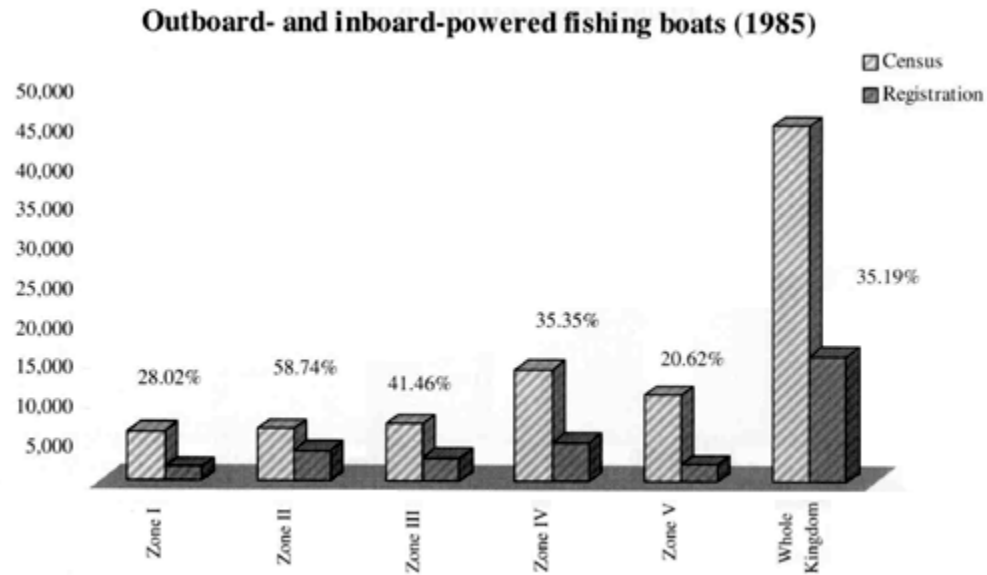 Outboard- and inboard-powered fishing boats (1985)
Census
Registration
50,000
45,000
40,000
35,000
30,000
25,000
20,000
15,000
10,000
5,000
28.02%
58.74%
41.46%
35.35%
20.62%
35.19%
Zone I
Zone II
Zone III
Zone IV
Zone V
Whole
Kingdom